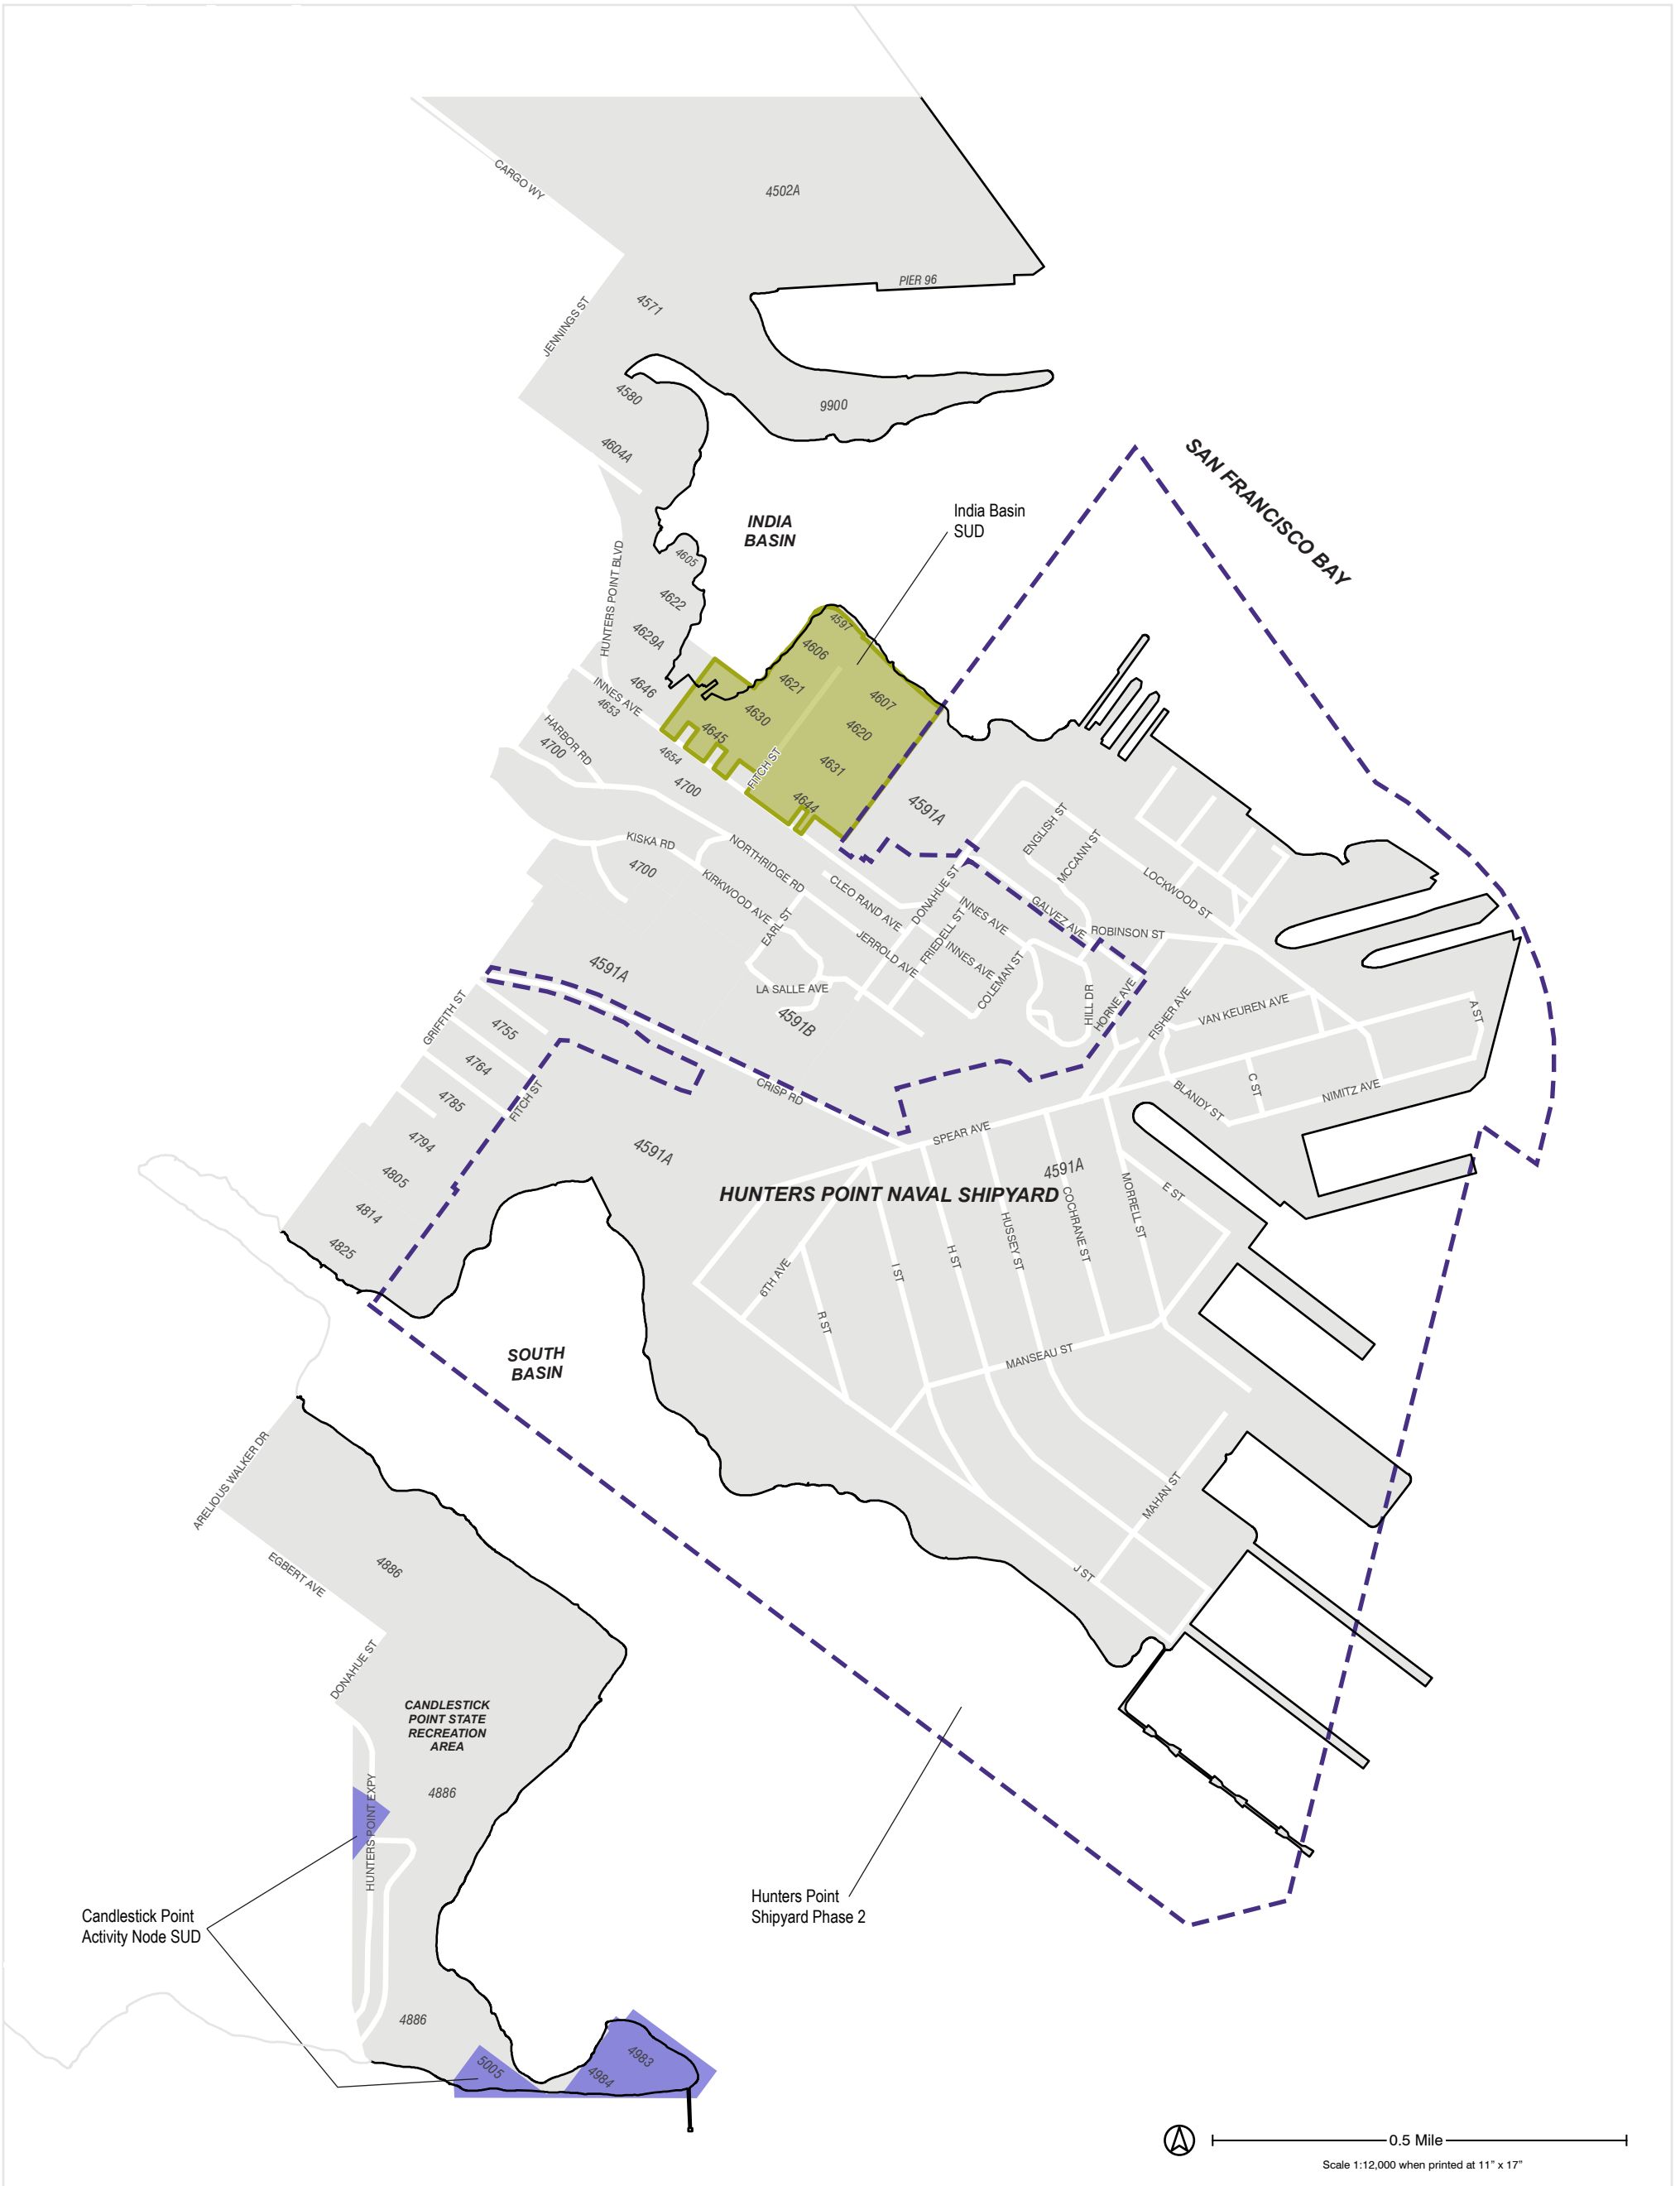 CARGO WY
4502A
PIER 96
4571
JENNINGS ST
4580
9900
4604A
SAN FRANCISCO BAY
India Basin
SUD
INDIA
BASIN
4605
HUNTERS POINT BLVD
4622
4597
4629A
4606
4646
4621
4607
INNES AVE
4653
4630
4620
4645
HARBOR RD
4700
4654
FITCH ST
4631
4700
4644
4591A
ENGLISH ST
MCCANN ST
KISKA RD
NORTHRIDGE RD
4700
KIRKWOOD AVE
CLEO RAND AVE
DONAHUE ST
LOCKWOOD ST
EARL ST
INNES AVE
GALVEZ AVE
FRIEDELL ST
ROBINSON ST
JERROLD AVE
INNES AVE
COLEMAN ST
4591A
LA SALLE AVE
HILL DR
HORNE AVE
FISHER AVE
VAN KEUREN AVE
A ST
GRIFFITH ST
4755
4591B
4764
CRISP RD
C ST
NIMITZ AVE
4785
FITCH ST
BLANDY ST
SPEAR AVE
4794
4591A
4591A
4805
HUNTERS POINT NAVAL SHIPYARD
E ST
MORRELL ST
COCHRANE ST
4814
HUSSEY ST
4825
H ST
I ST
6TH AVE
R ST
SOUTH
BASIN
MANSEAU ST
ARELIOUS WALKER DR
MAHAN ST
EGBERT AVE
4886
J ST
DONAHUE ST
CANDLESTICK
POINT STATE
RECREATION
AREA
4886
HUNTERS POINT EXPY
Hunters Point
Shipyard Phase 2
Candlestick Point
Activity Node SUD
4886
5005
4984
4983
0.5 Mile
Scale 1:12,000 when printed at 11” x 17”